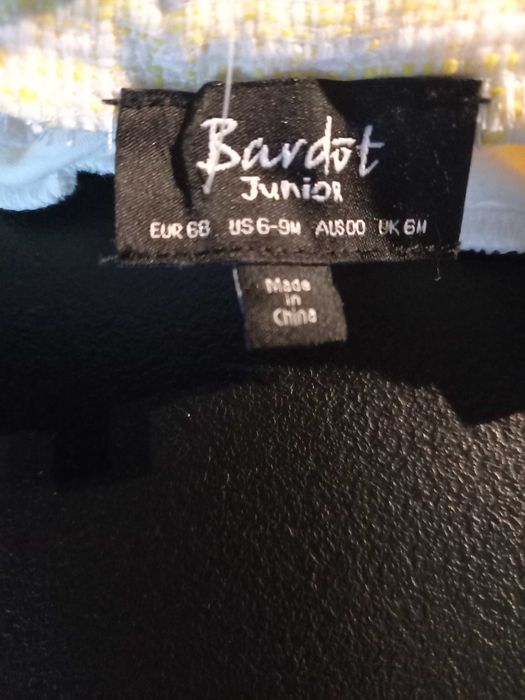 Bardot
Junior
EUR 68 US 6-9M AUS 00 UK 6M
Made
in
China